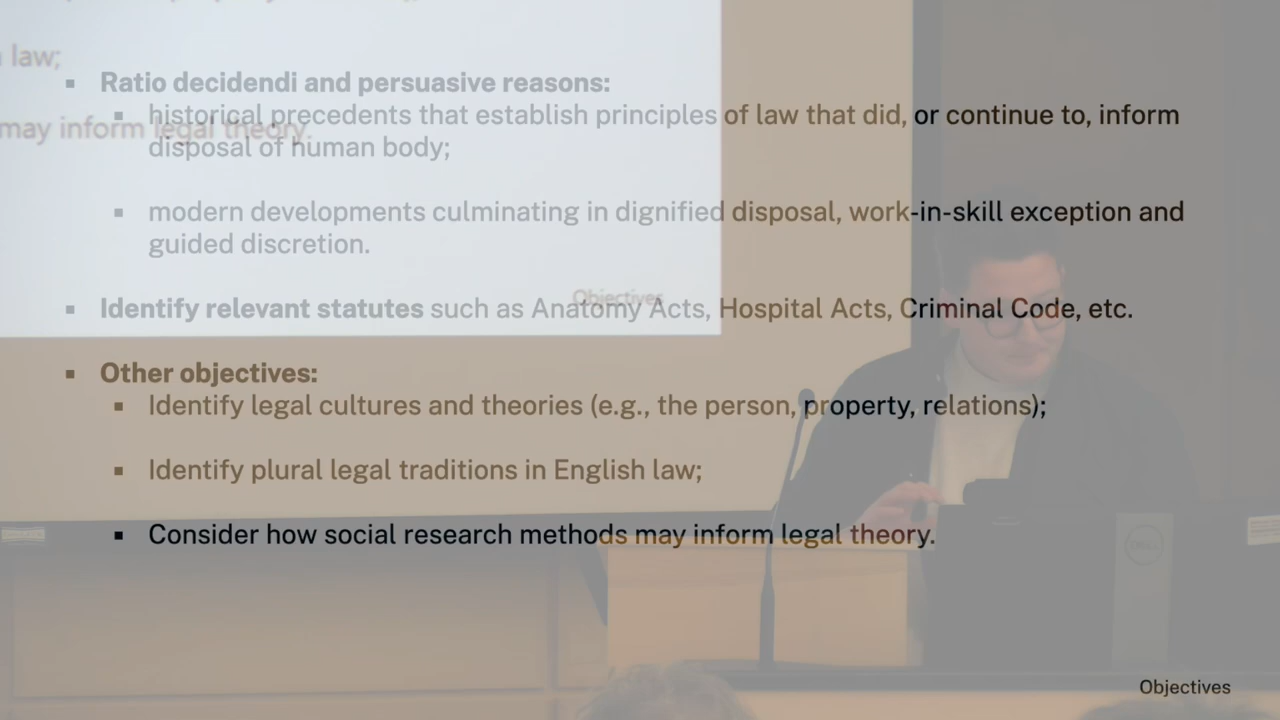 law;
▪ Ratio decidendi and persuasive reasons:
▪ historical precedents that establish principles of law that did, or continue to, inform
disposal of human body;
may inform legal theory.
▪ modern developments culminating in dignified disposal, work-in-skill exception and
guided discretion.
Objectives
▪ Identify relevant statutes such as Anatomy Acts, Hospital Acts, Criminal Code, etc.
▪ Other objectives:
▪ Identify legal cultures and theories (e.g., the person, property, relations);
▪ Identify plural legal traditions in English law;
▪ Consider how social research methods may inform legal theory.
DELL
Objectives